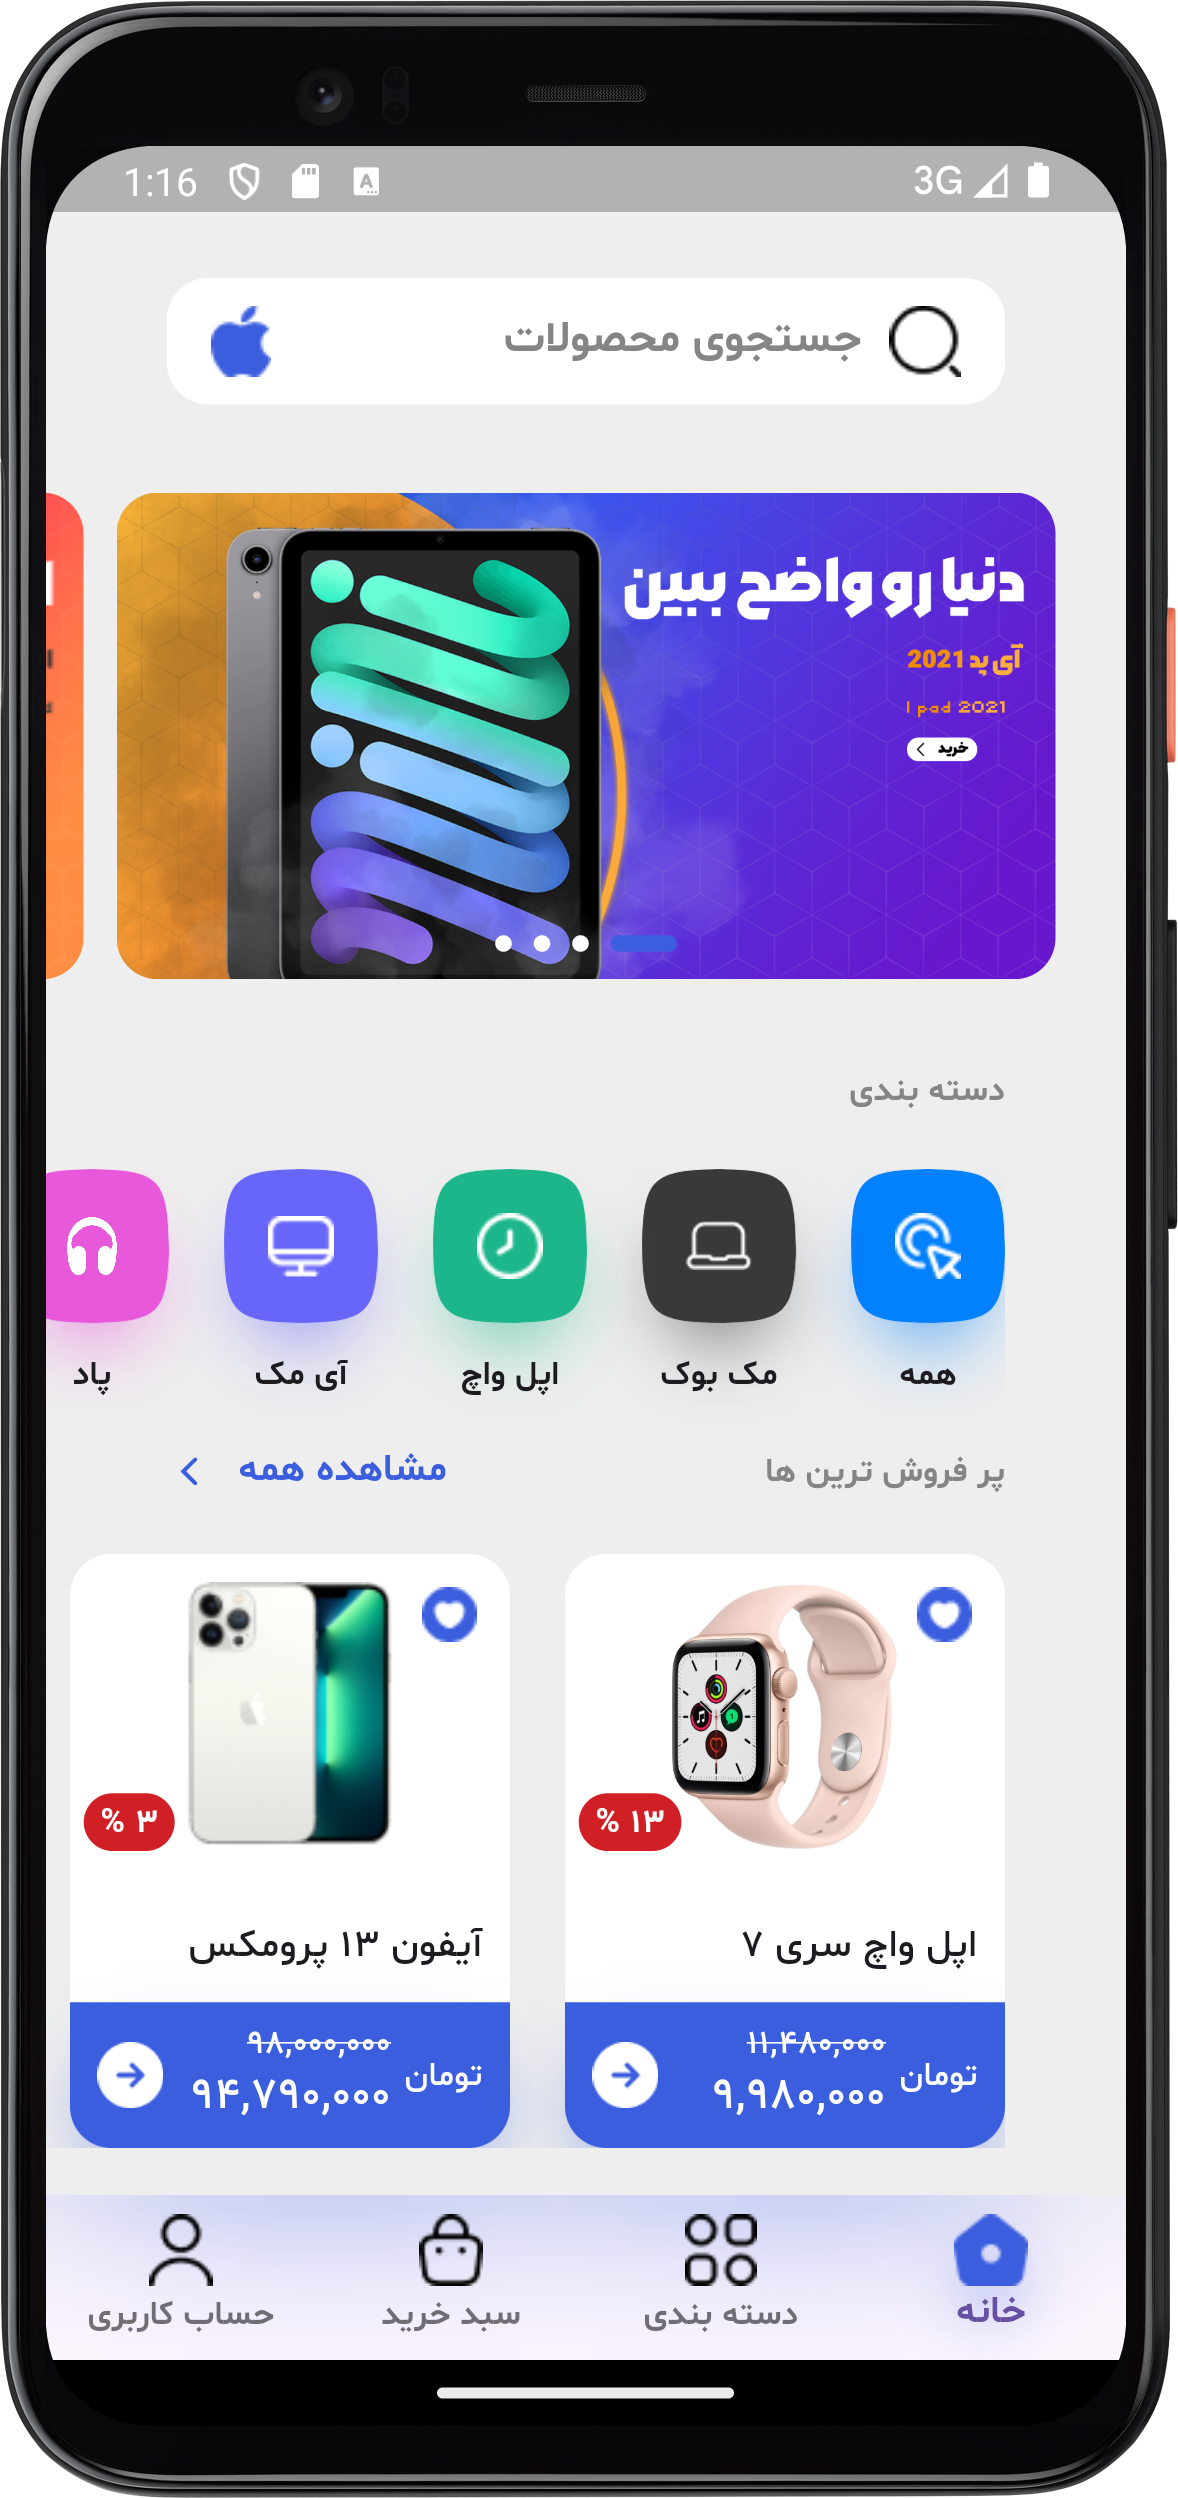 1:16
3G
جستجوی محصولات
دنیا رو واضح ببین
آی پد 2021
I pad 2021
خرید
دسته بندی
همه
مک بوک
اپل واچ
آی مک
پاد
پر فروش ترین ها
مشاهده همه
% ۱۳
% ۳
اپل واچ سری ۷
آیفون ۱۳ پرومکس
۱۱,۴۸۰,۰۰۰
تومان
۹,۹۸۰,۰۰۰
۹۸,۰۰۰,۰۰۰
تومان
۹۴,۷۹۰,۰۰۰
خانه
دسته بندی
سبد خرید
حساب کاربری